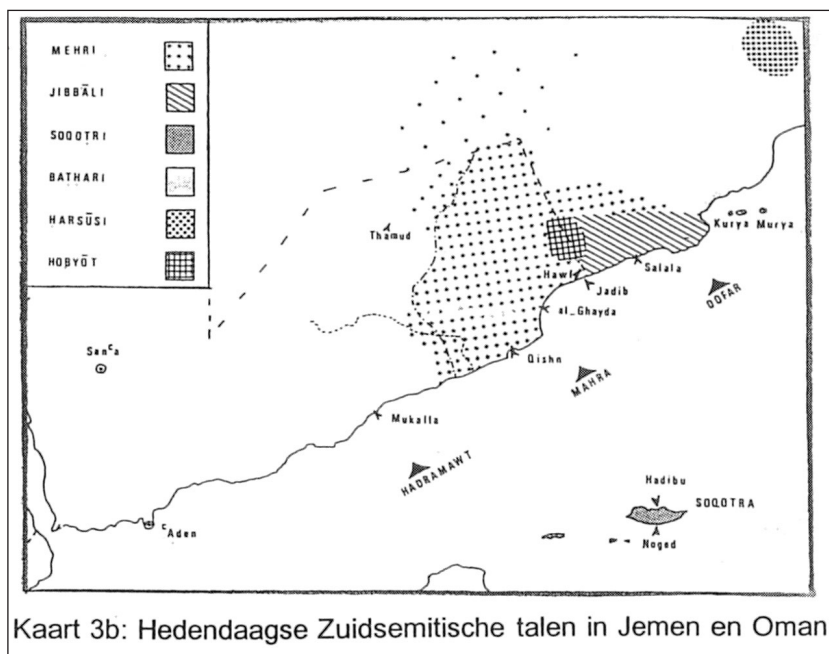 MEHRI
JIBBĀLI
SOQOTRI
BATHARI
HARSŪSI
HOBYŌT
Thamud
Kurya Murya
Hawf
Salala
Jadib
DOFAR
al_Ghayda
Sanᶜa
Qishn
MAHRA
Mukalla
HADRAMAWT
Hadibu
SOQOTRA
ᶜAden
Noged
Kaart 3b: Hedendaagse Zuidsemitische talen in Jemen en Oman